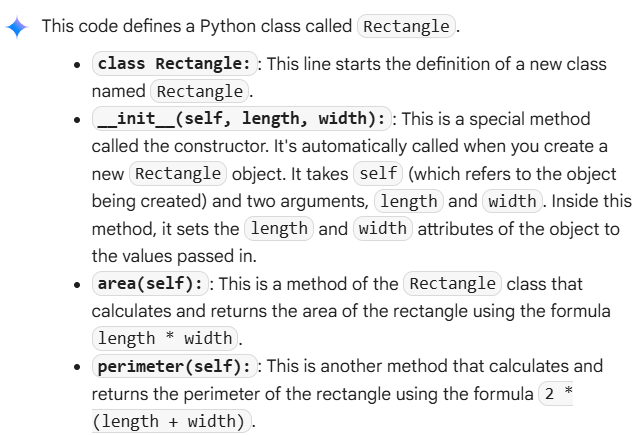 This code defines a Python class called Rectangle.
• class Rectangle: : This line starts the definition of a new class
named Rectangle.
• __init__(self, length, width): : This is a special method
called the constructor. It's automatically called when you create a
new Rectangle object. It takes self (which refers to the object
being created) and two arguments, length and width. Inside this
method, it sets the length and width attributes of the object to
the values passed in.
• area(self): : This is a method of the Rectangle class that
calculates and returns the area of the rectangle using the formula
length * width.
• perimeter(self): : This is another method that calculates and
returns the perimeter of the rectangle using the formula 2 *
(length + width).